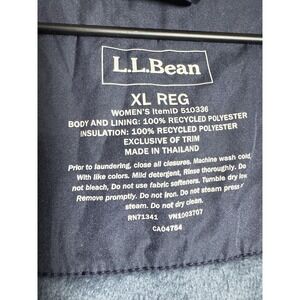 L.L.Bean
XL REG
WOMEN'S ItemID 510336
BODY AND LINING: 100% RECYCLED POLYESTER
INSULATION: 100% RECYCLED POLYESTER
EXCLUSIVE OF TRIM
MADE IN THAILAND
Prior to laundering, close all closures. Machine wash cold,
With like colors. Mild detergent, Rinse thoroughly. Do
not bleach, Do not use fabric softeners. Tumble dry low
Remove promptly. Do not iron. Do not steam press or
steam. Do not dry clean.
RN71341 VN1003707
CA04784